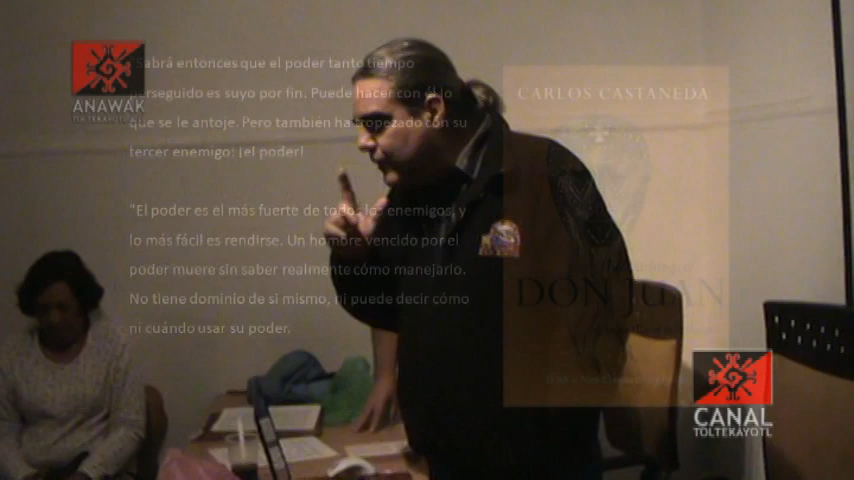 ANAWAK
TOLTEKAYOTL
"Sabrá entonces que el poder tanto tiempo
perseguido es suyo por fin. Puede hacer con él lo
que se le antoje. Pero también ha tropezado con su
tercer enemigo: ¡el poder!
"El poder es el más fuerte de todos los enemigos, y
lo más fácil es rendirse. Un hombre vencido por el
poder muere sin saber realmente cómo manejarlo.
No tiene dominio de si mismo, ni puede decir cómo
ni cuándo usar su poder.
CARLOS CASTANEDA
DON JUAN
CANAL
TOLTEKAYOTL